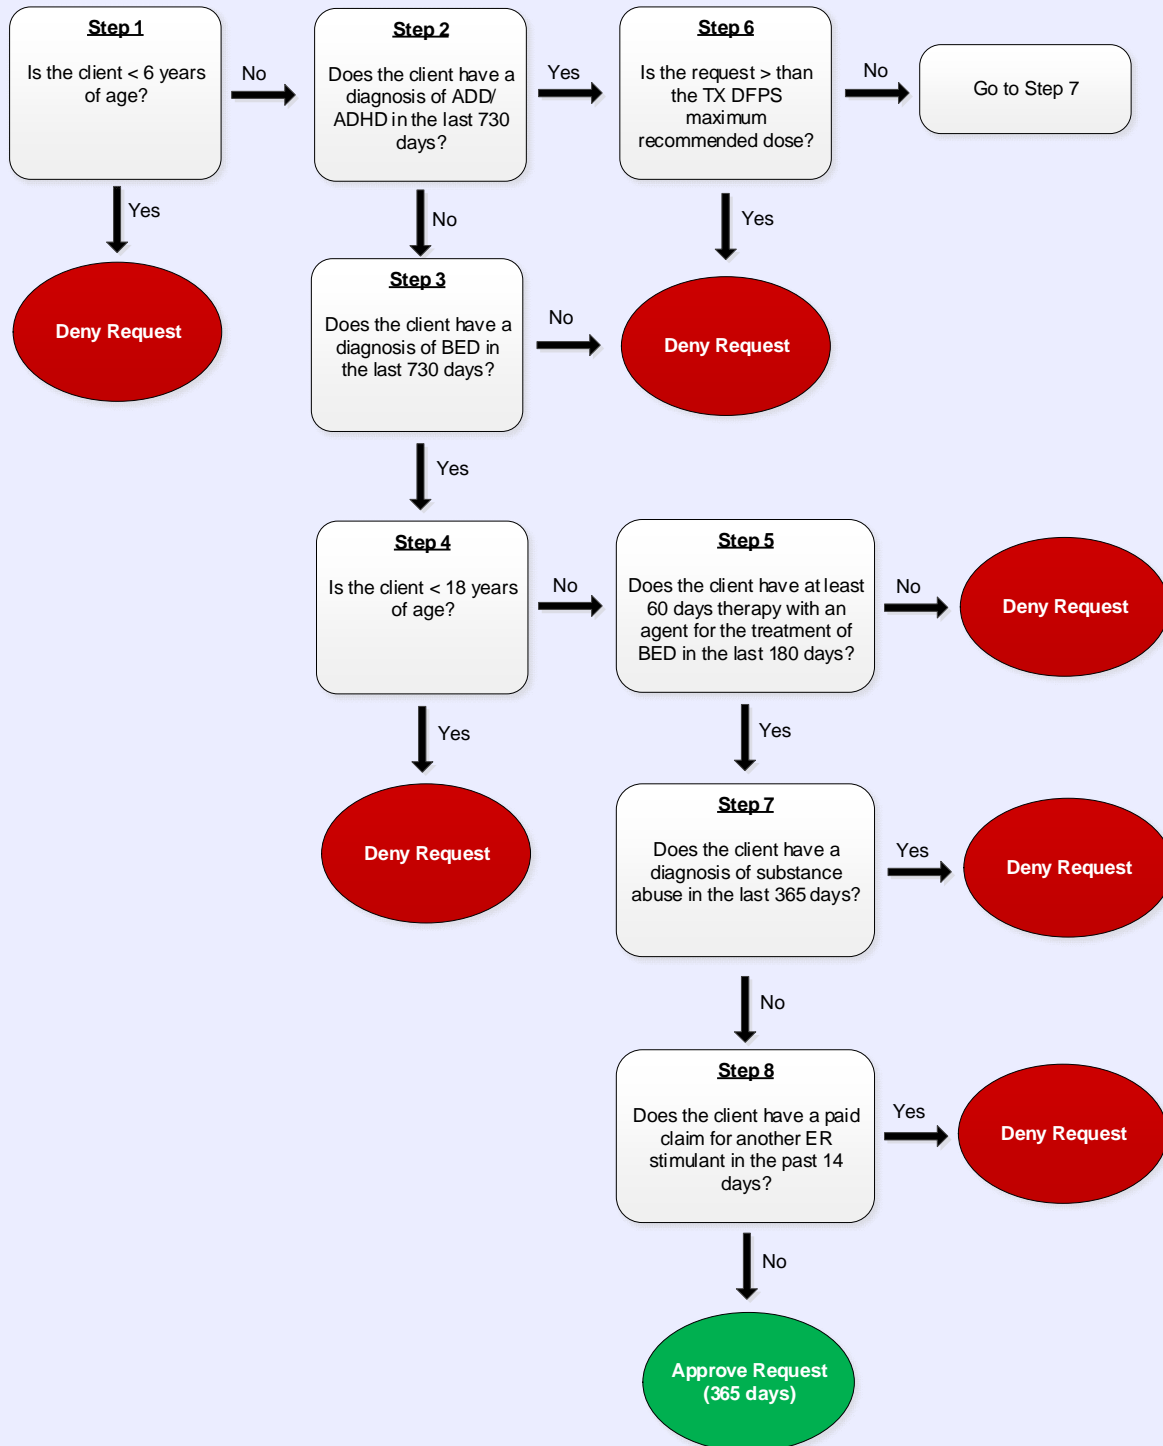 Step 1
Is the client < 6 years
of age?
No
Yes
Deny Request
Step 2
Does the client have a
diagnosis of ADD/
ADHD in the last 730
days?
Yes
No
Step 6
Is the request > than
the TX DFPS
maximum
recommended dose?
No
Yes
Go to Step 7
Step 3
Does the client have a
diagnosis of BED in
the last 730 days?
No
Deny Request
Yes
Step 4
Is the client < 18 years
of age?
No
Yes
Deny Request
Step 5
Does the client have at least
60 days therapy with an
agent for the treatment of
BED in the last 180 days?
No
Deny Request
Yes
Step 7
Does the client have a
diagnosis of substance
abuse in the last 365 days?
Yes
Deny Request
No
Step 8
Does the client have a paid
claim for another ER
stimulant in the past 14
days?
Yes
Deny Request
No
Approve Request
(365 days)